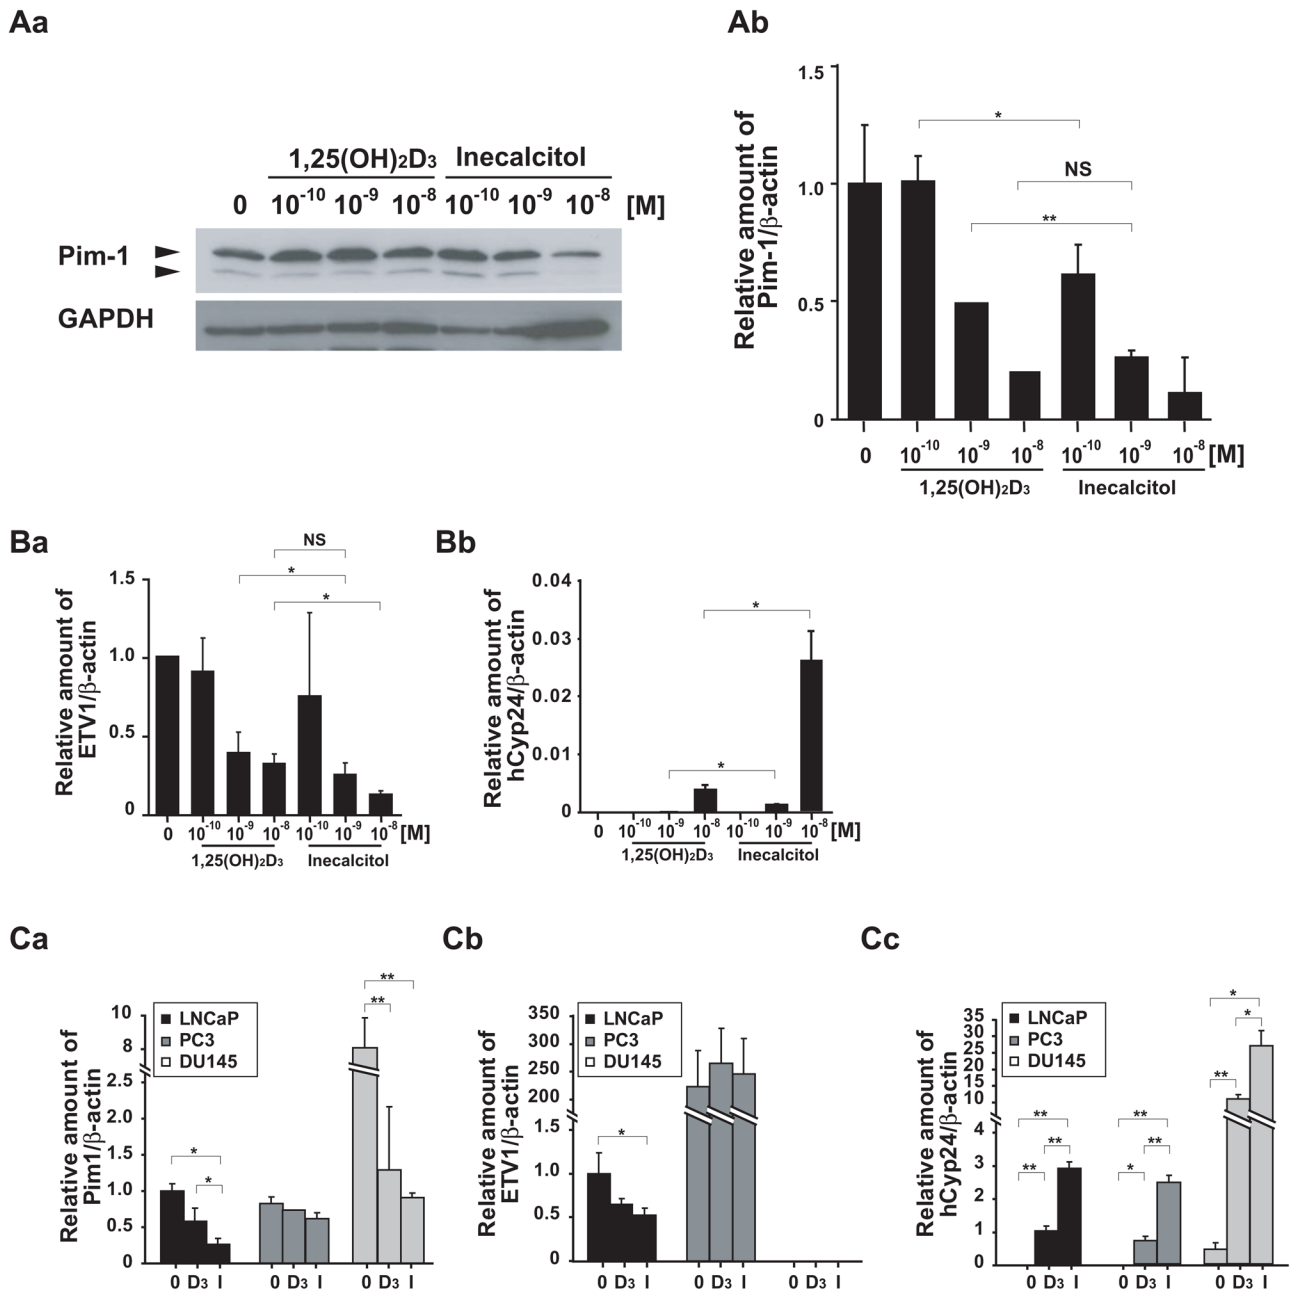 Aa
1,25(OH)₂D₃ Inecalcitol
0 10⁻¹⁰ 10⁻⁹ 10⁻⁸ 10⁻¹⁰ 10⁻⁹ 10⁻⁸ [M]
Pim-1
GAPDH
Ab
Relative amount of
Pim-1/β-actin
1.5
1.0
0.5
0
*
NS
**
0 10⁻¹⁰ 10⁻⁹ 10⁻⁸ 10⁻¹⁰ 10⁻⁹ 10⁻⁸ [M]
1,25(OH)₂D₃ Inecalcitol
Ba
Relative amount of
ETV1/β-actin
1.5
1.0
0.5
0
NS
*
*
0 10⁻¹⁰ 10⁻⁹ 10⁻⁸ 10⁻¹⁰ 10⁻⁹ 10⁻⁸ [M]
1,25(OH)₂D₃ Inecalcitol
Bb
Relative amount of
hCyp24/β-actin
0.04
0.03
0.02
0.01
0
*
*
0 10⁻¹⁰ 10⁻⁹ 10⁻⁸ 10⁻¹⁰ 10⁻⁹ 10⁻⁸ [M]
1,25(OH)₂D₃ Inecalcitol
Ca
Relative amount of
Pim1/β-actin
10
8
2.5
2.0
1.5
1.0
0.5
0
LNCaP
PC3
DU145
*
*
**
**
0 D₃ I 0 D₃ I 0 D₃ I
Cb
Relative amount of
ETV1/β-actin
350
300
250
200
1.5
1.0
0.5
0
LNCaP
PC3
DU145
*
0 D₃ I 0 D₃ I 0 D₃ I
Cc
Relative amount of
hCyp24/β-actin
35
30
25
20
15
10
4
3
2
1
0
LNCaP
PC3
DU145
**
**
**
**
**
*
*
*
**
0 D₃ I 0 D₃ I 0 D₃ I